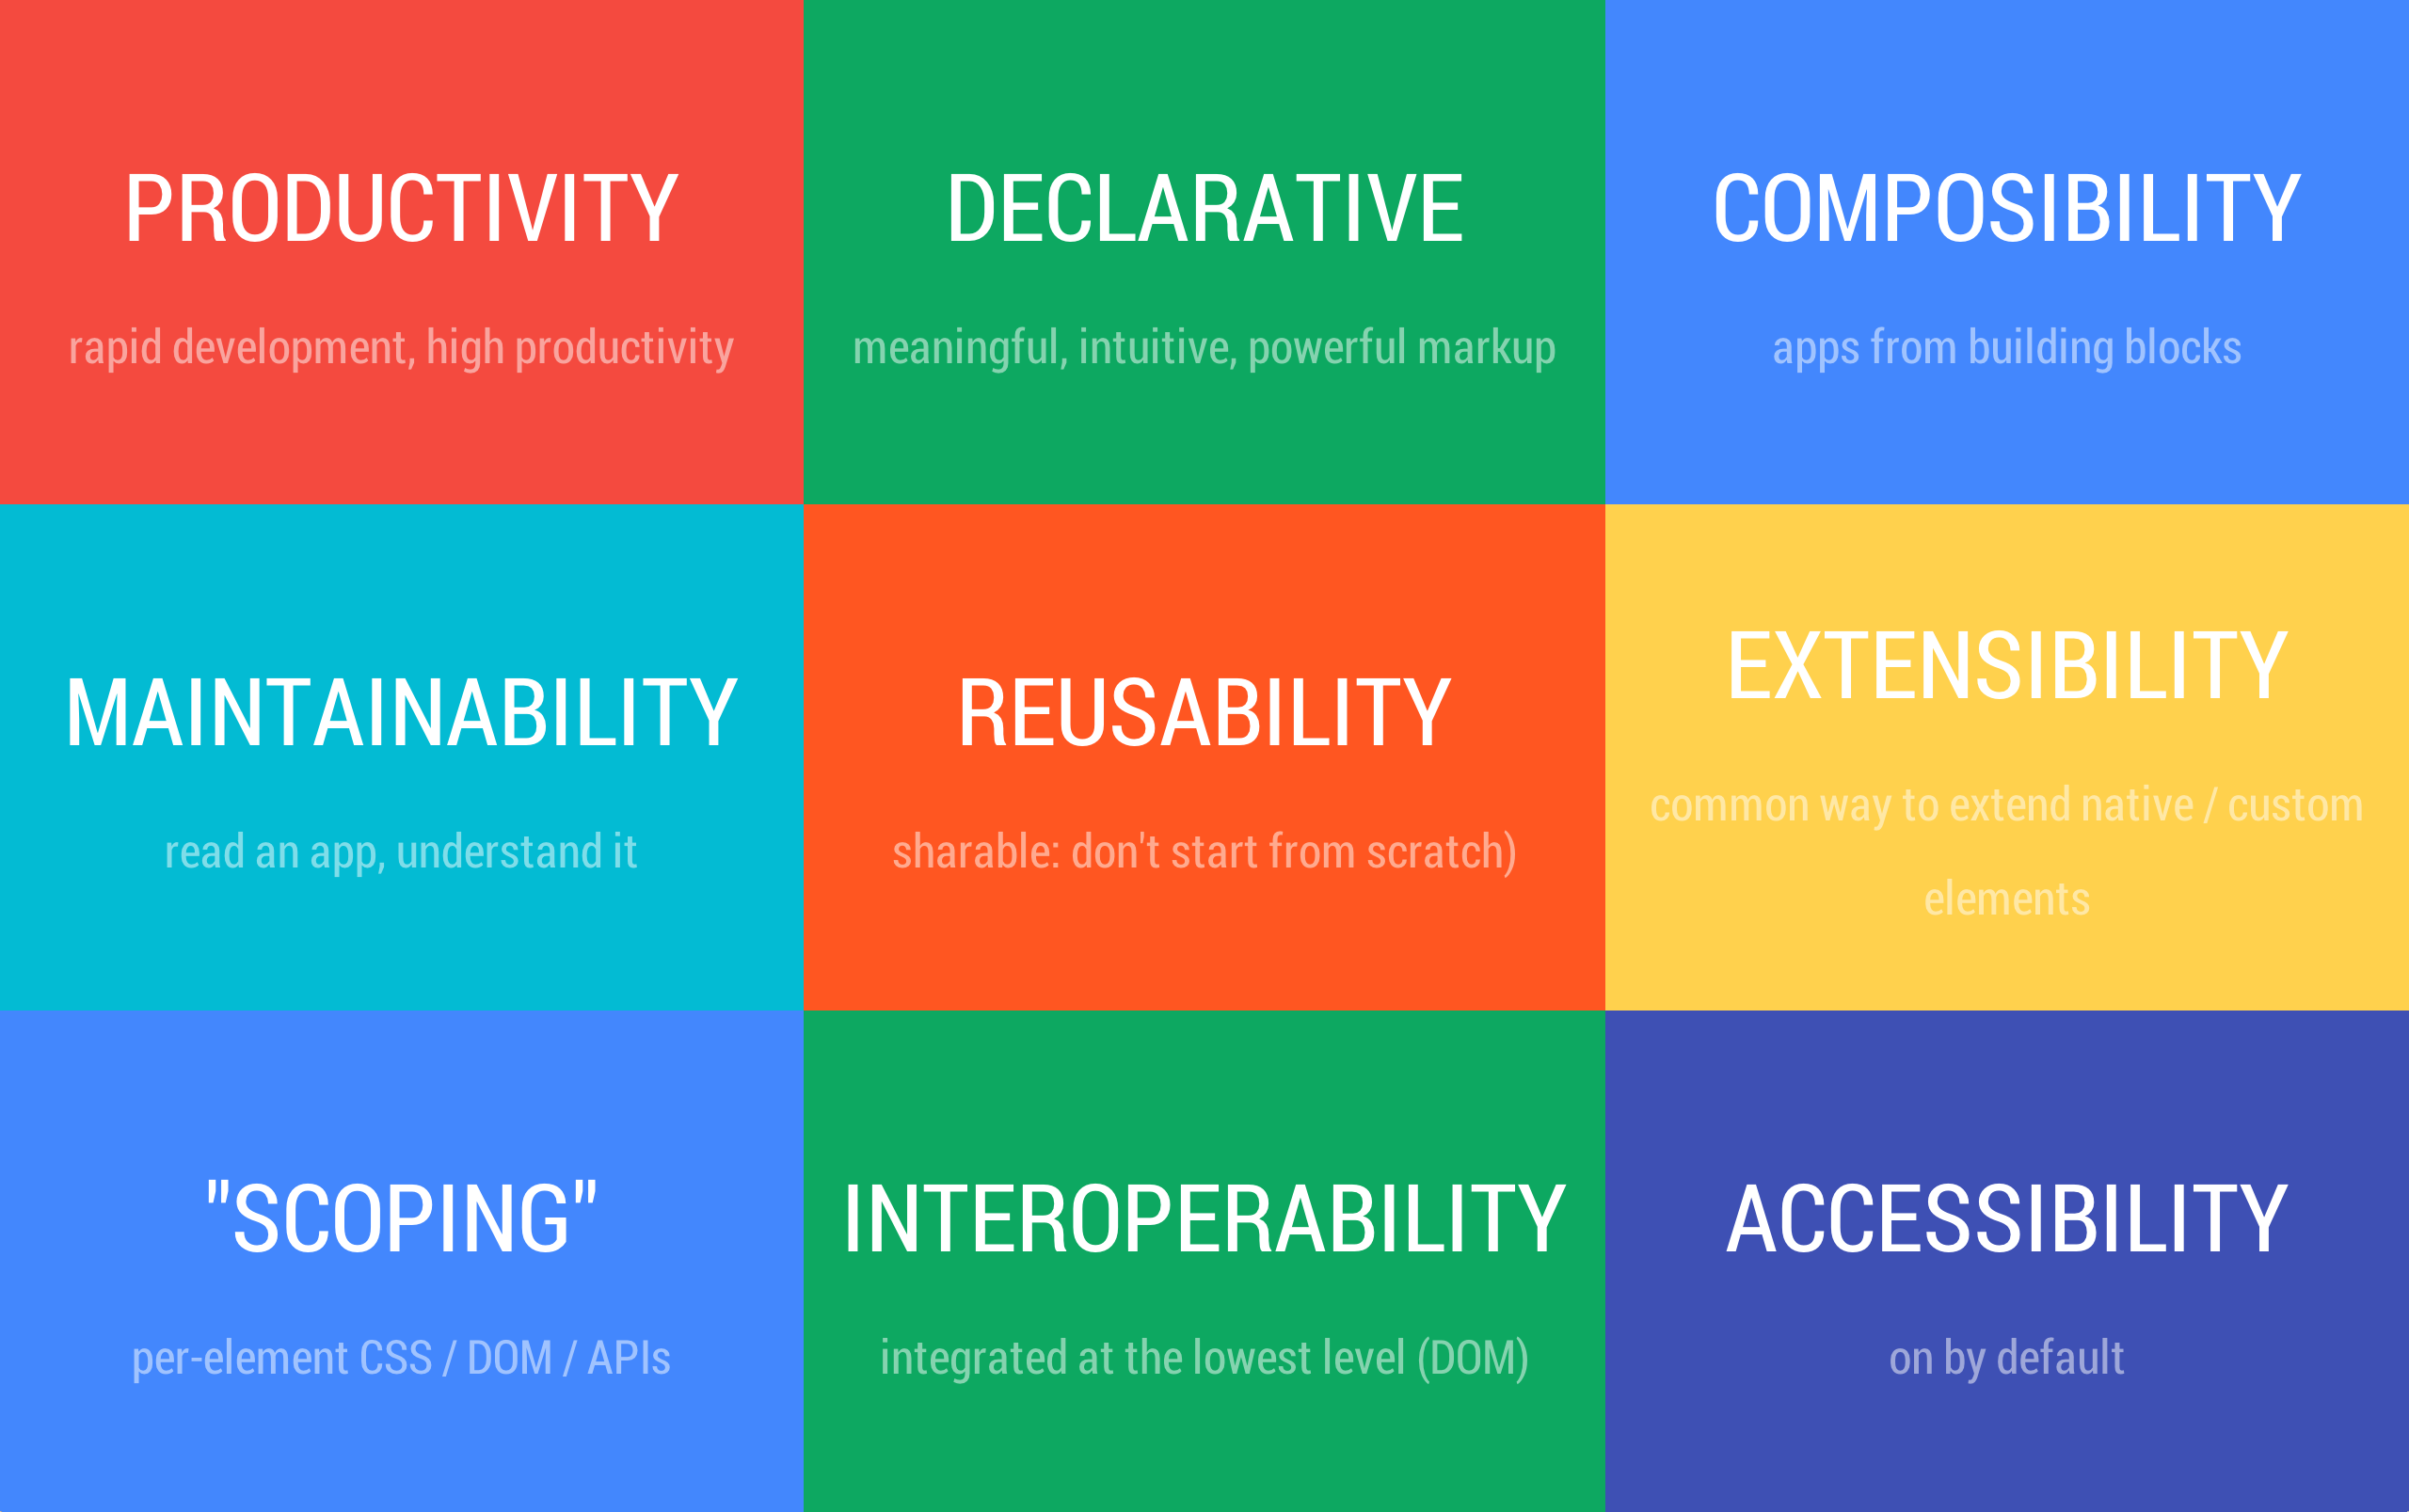 PRODUCTIVITY
rapid development, high productivity
DECLARATIVE
meaningful, intuitive, powerful markup
COMPOSIBILITY
apps from building blocks
MAINTAINABILITY
read an app, understand it
REUSABILITY
sharable: don't start from scratch)
EXTENSIBILITY
common way to extend native / custom
elements
"SCOPING"
per-element CSS / DOM / APIs
INTEROPERABILITY
integrated at the lowest level (DOM)
ACCESSIBILITY
on by default